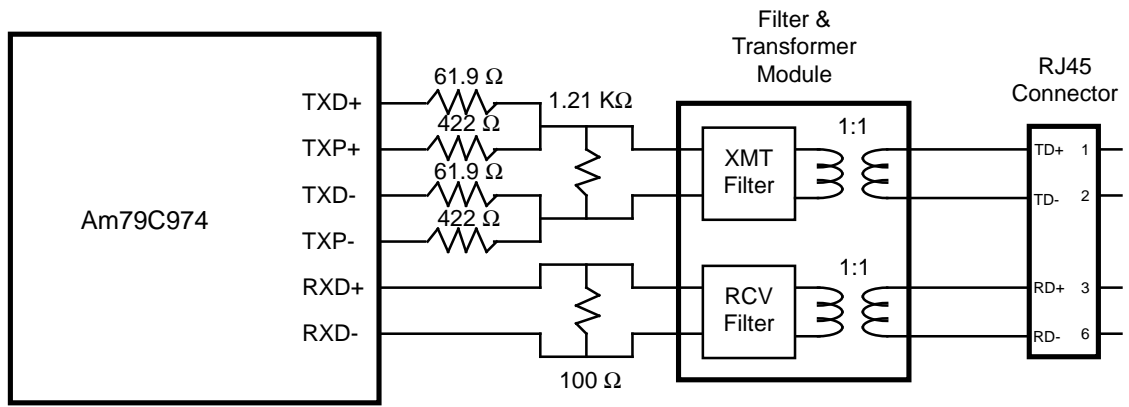 Filter &
Transformer
Module
RJ45
Connector
61.9 Ω
1.21 KΩ
TXD+
422 Ω
TXP+
61.9 Ω
TXD-
422 Ω
TXP-
RXD+
RXD-
Am79C974
100 Ω
XMT
Filter
1:1
RCV
Filter
1:1
TD+ 1
TD- 2
RD+ 3
RD- 6